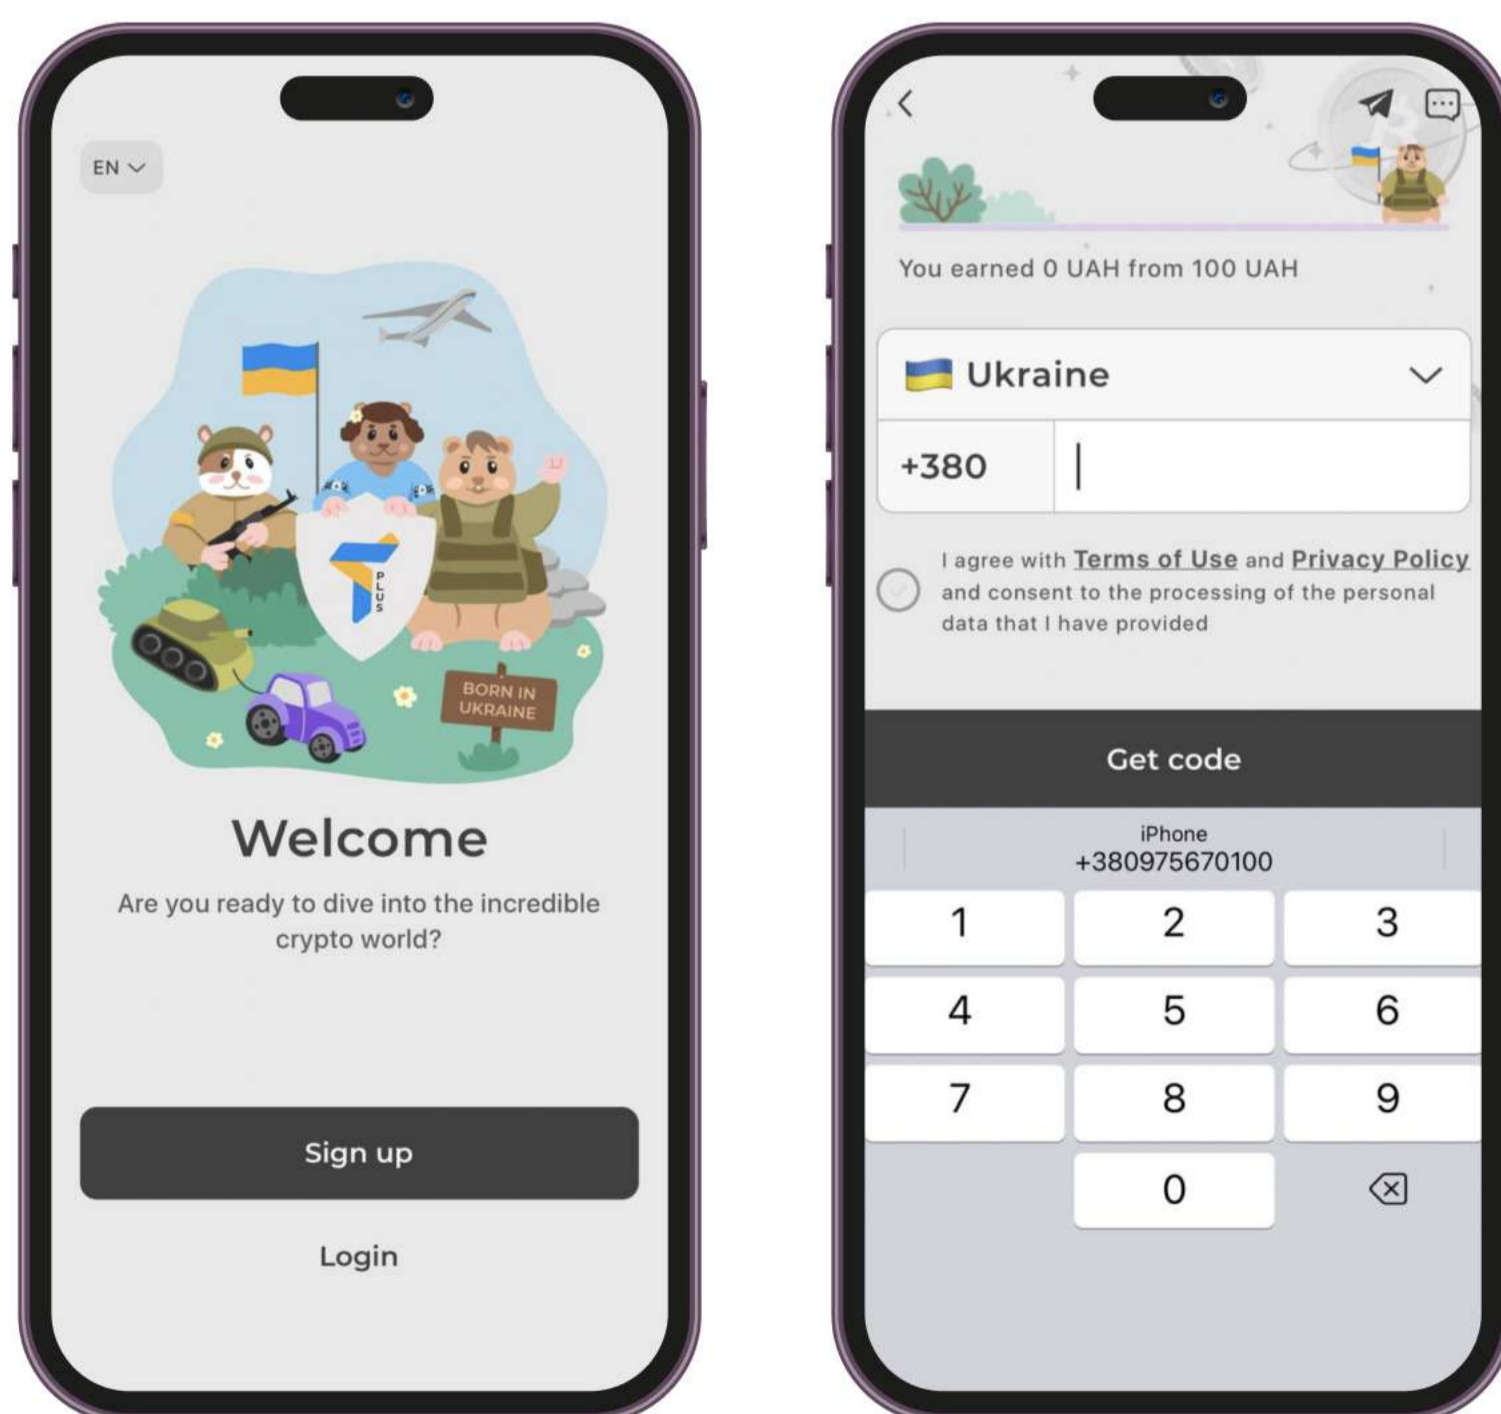 EN
PLUS
BORN IN
UKRAINE
Welcome
Are you ready to dive into the incredible
crypto world?
Sign up
Login
You earned 0 UAH from 100 UAH
🇺🇦 Ukraine
+380
I agree with Terms of Use and Privacy Policy
and consent to the processing of the personal
data that I have provided
Get code
iPhone
+380975670100
1 2 3
4 5 6
7 8 9
0